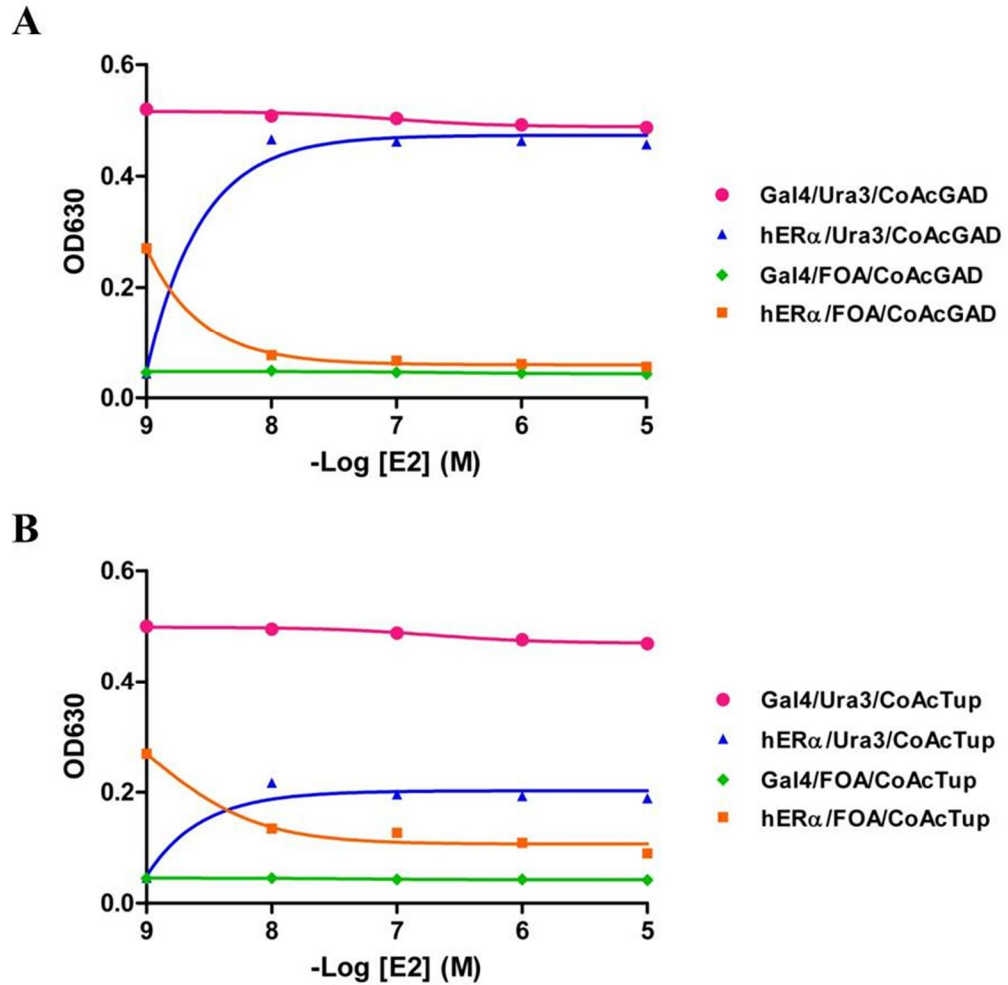 A
0.6
0.4
0.2
0.0
OD630
9 8 7 6 5
-Log [E2] (M)
Gal4/Ura3/CoAcGAD
hERα/Ura3/CoAcGAD
Gal4/FOA/CoAcGAD
hERα/FOA/CoAcGAD
B
0.6
0.4
0.2
0.0
OD630
9 8 7 6 5
-Log [E2] (M)
Gal4/Ura3/CoAcTup
hERα/Ura3/CoAcTup
Gal4/FOA/CoAcTup
hERα/FOA/CoAcTup